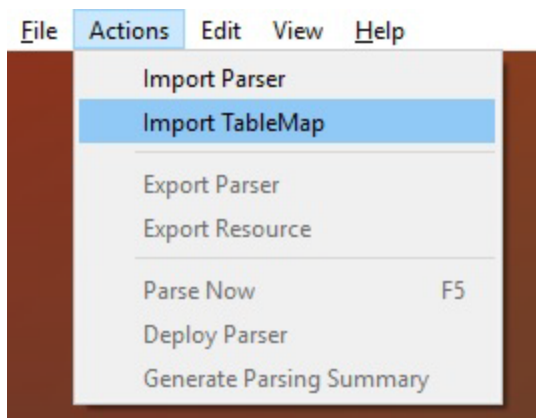 File Actions Edit View Help
Import Parser
Import TableMap
Export Parser
Export Resource
Parse Now F5
Deploy Parser
Generate Parsing Summary